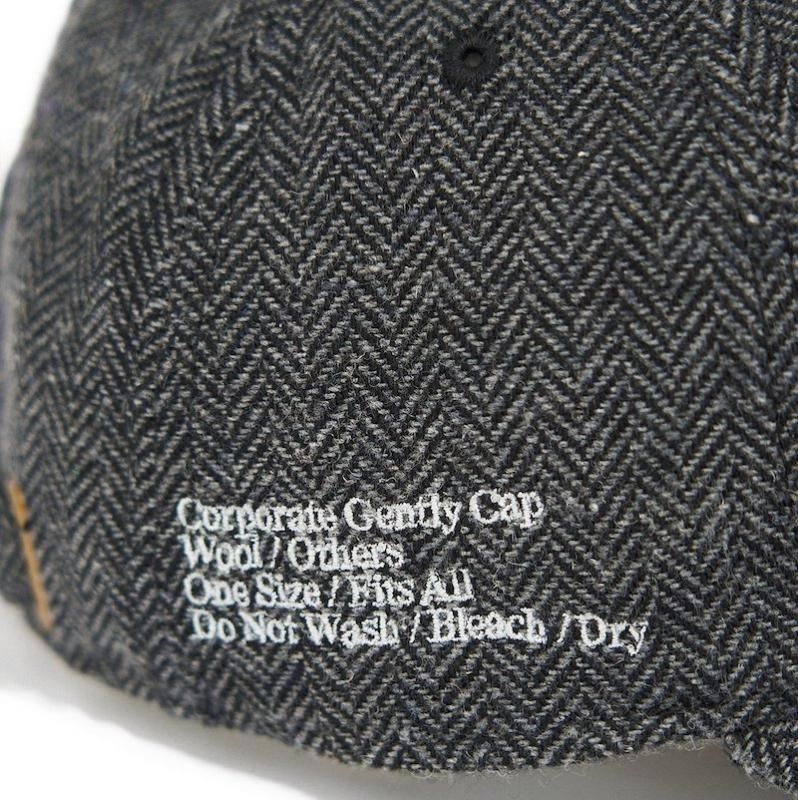 Corporate Gently Cap
Wool / Others
One Size / Fits All
Do Not Wash / Bleach / Dry